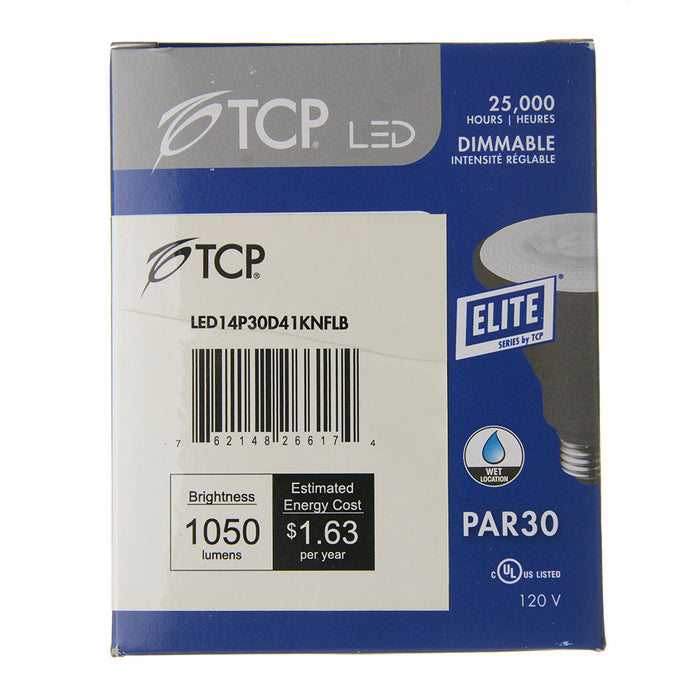 TCP® LED
25,000
HOURS | HEURES
DIMMABLE
INTENSITÉ RÉGLABLE
TCP®
LED14P30D41KNFLB
7 62148 26617 4
Brightness
1050
lumens
Estimated
Energy Cost
$1.63
per year
ELITE®
SERIES by TCP
WET
LOCATION
PAR30
C UL US LISTED
120 V